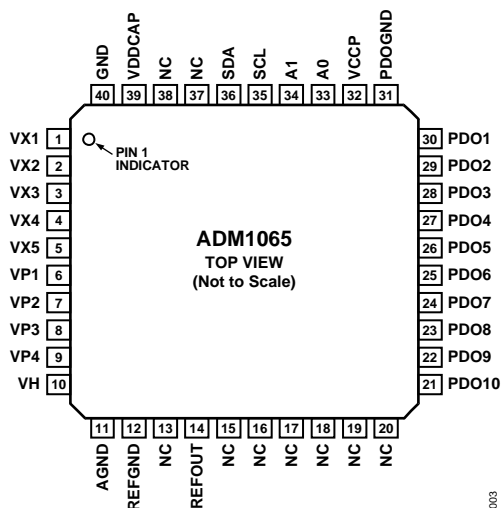 GND
VDDCAP
NC
NC
SDA
SCL
A1
A0
VCCP
PDOGND
40
39
38
37
36
35
34
33
32
31
VX1 1
VX2 2
VX3 3
VX4 4
VX5 5
VP1 6
VP2 7
VP3 8
VP4 9
VH 10
PIN 1
INDICATOR
ADM1065
TOP VIEW
(Not to Scale)
30 PDO1
29 PDO2
28 PDO3
27 PDO4
26 PDO5
25 PDO6
24 PDO7
23 PDO8
22 PDO9
21 PDO10
11
12
13
14
15
16
17
18
19
20
AGND
REFGND
NC
REFOUT
NC
NC
NC
NC
NC
NC
003